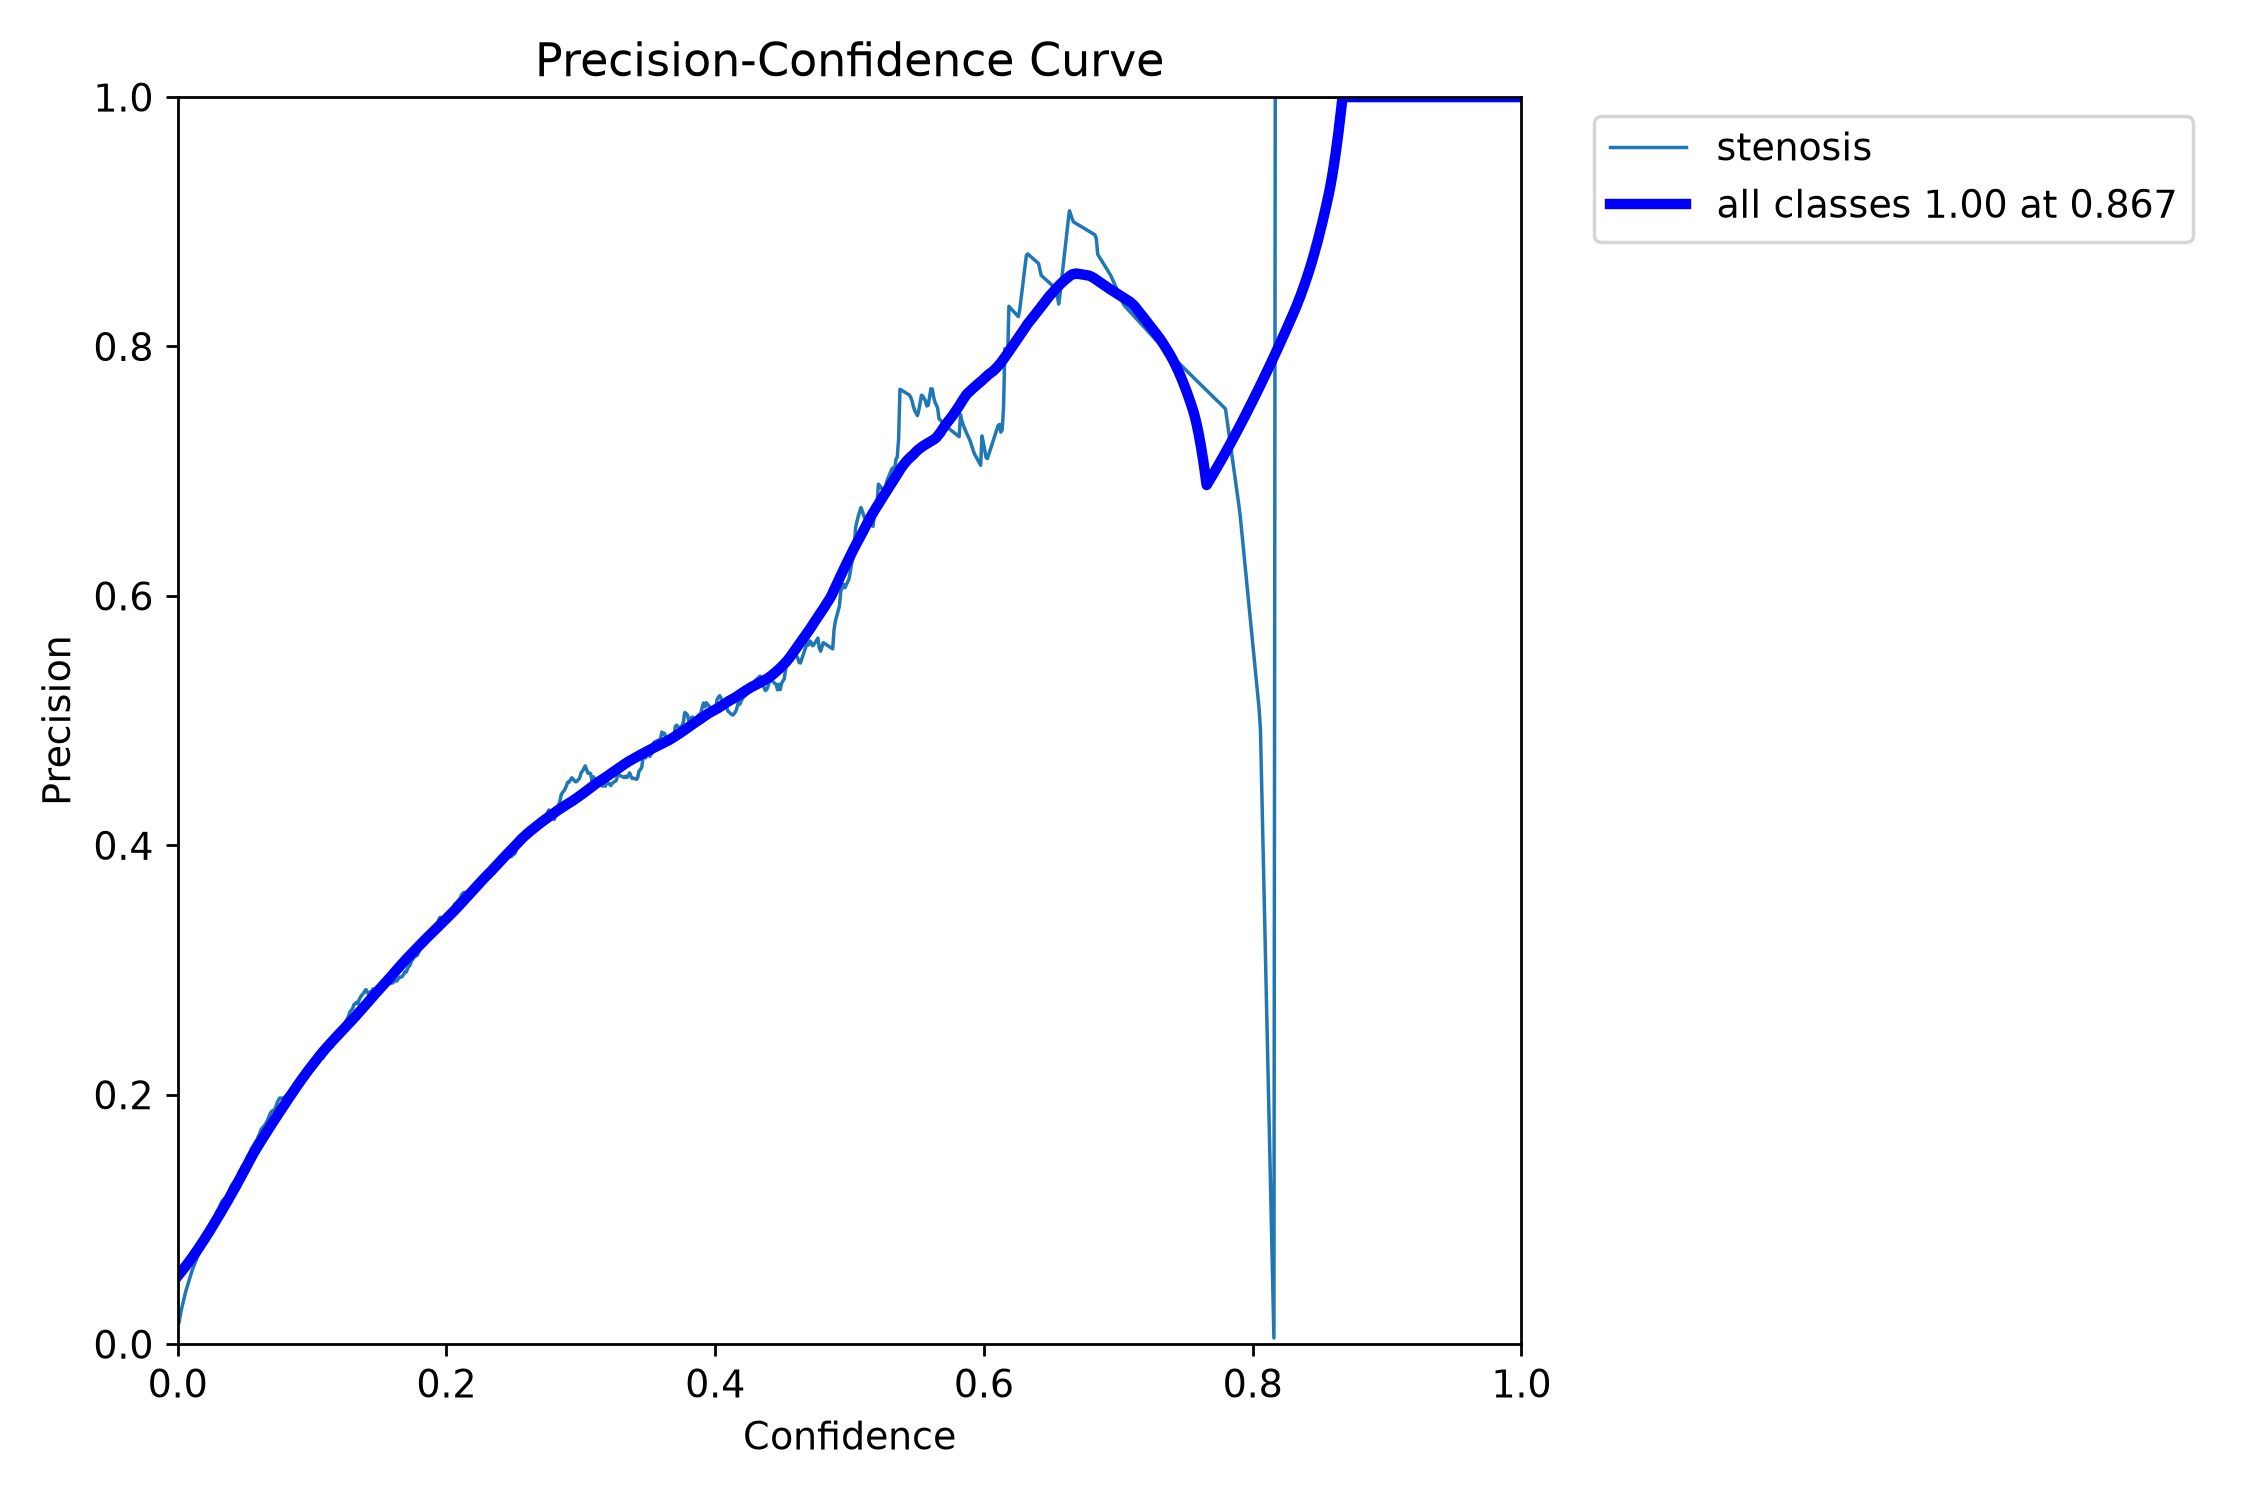 Precision-Confidence Curve
1.0
0.8
0.6
0.4
0.2
0.0
Precision
0.0 0.2 0.4 0.6 0.8 1.0
Confidence
stenosis
all classes 1.00 at 0.867